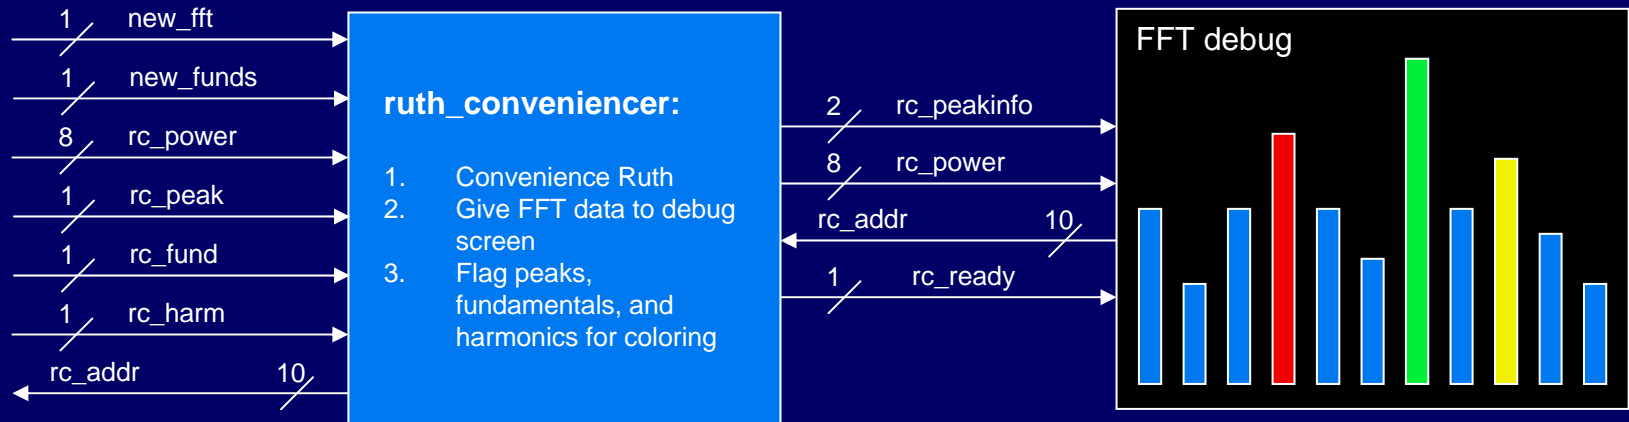 1 new_fft
1 new_funds
8 rc_power
1 rc_peak
1 rc_fund
1 rc_harm
rc_addr 10
ruth_conveniencer:
1. Convenience Ruth
2. Give FFT data to debug
screen
3. Flag peaks,
fundamentals, and
harmonics for coloring
2 rc_peakinfo
8 rc_power
rc_addr 10
1 rc_ready
FFT debug